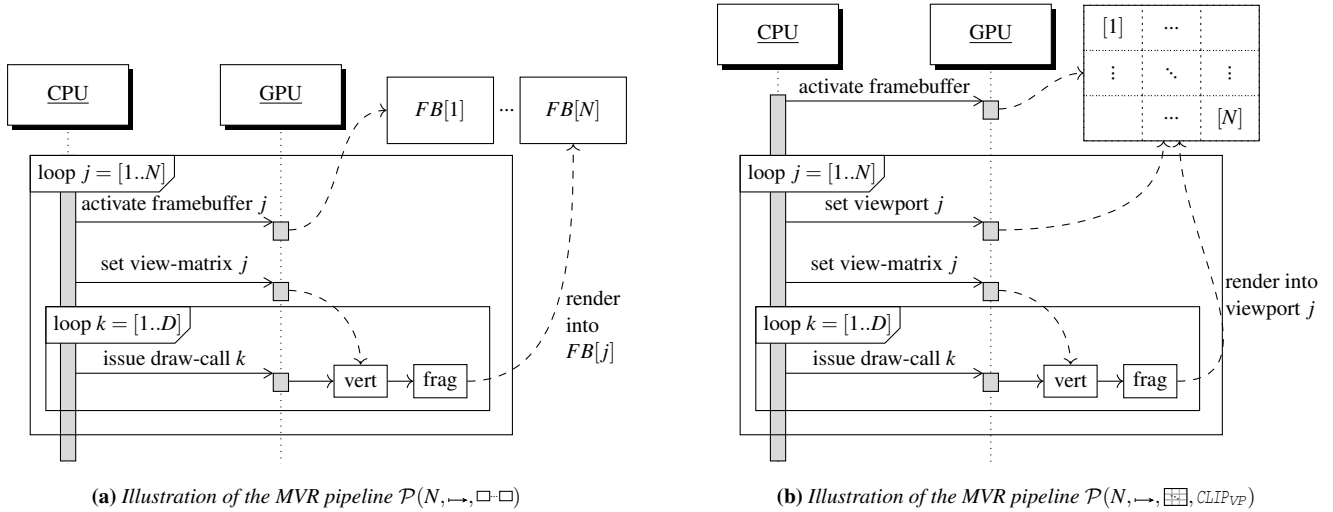 CPU
GPU
FB[1]
...
FB[N]
loop j = [1..N]
activate framebuffer j
set view-matrix j
loop k = [1..D]
issue draw-call k
vert
frag
render
into
FB[j]
(a) Illustration of the MVR pipeline P(N, ↦, □··□)
CPU
GPU
[1] ...
⋮ ⋱ ⋮
... [N]
activate framebuffer
loop j = [1..N]
set viewport j
set view-matrix j
loop k = [1..D]
issue draw-call k
vert
frag
render into
viewport j
(b) Illustration of the MVR pipeline P(N, ↦, ▦, CLIP_VP)